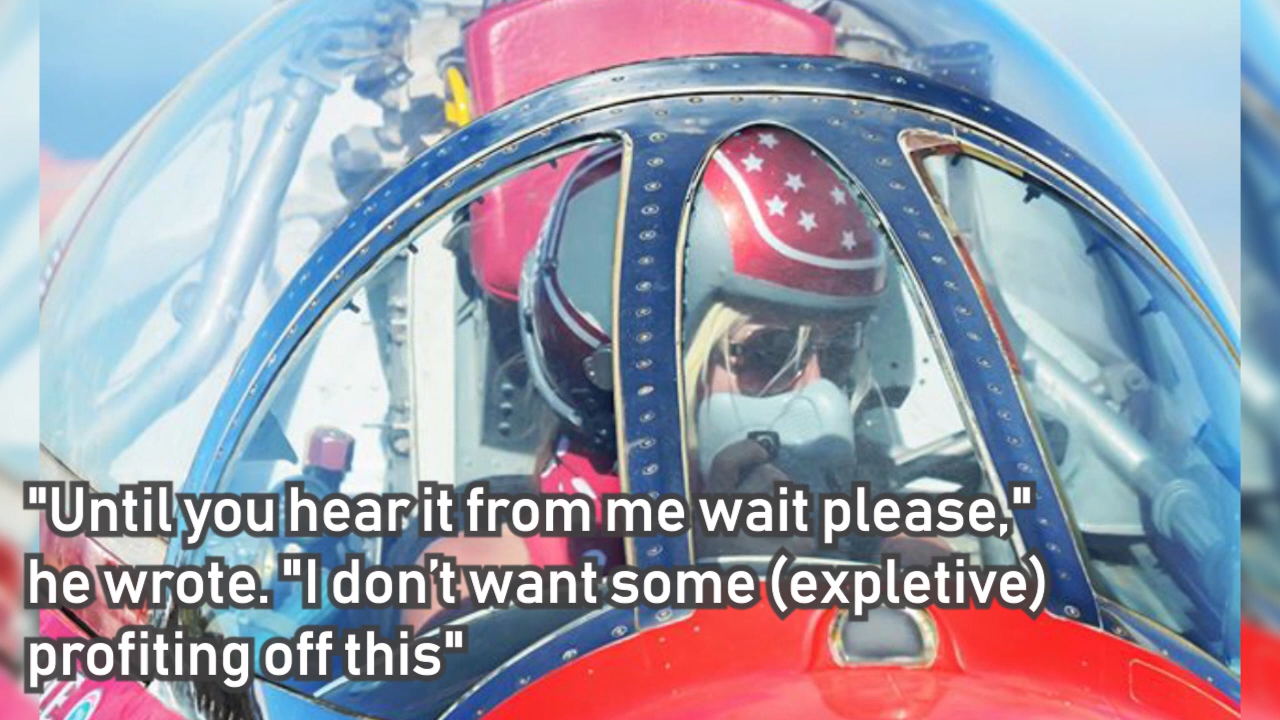 "Until you hear it from me wait please,"
he wrote. "I don't want some (expletive)
profiting off this"